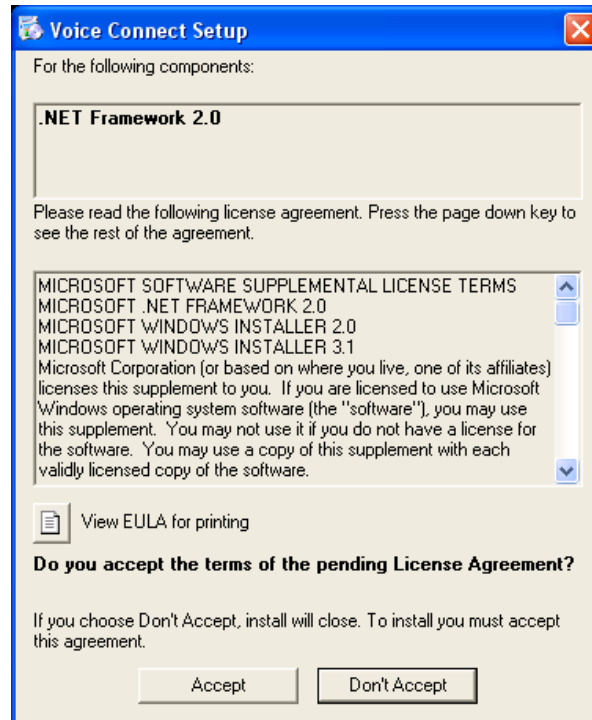 Voice Connect Setup
For the following components:
.NET Framework 2.0
Please read the following license agreement. Press the page down key to
see the rest of the agreement.
MICROSOFT SOFTWARE SUPPLEMENTAL LICENSE TERMS
MICROSOFT .NET FRAMEWORK 2.0
MICROSOFT WINDOWS INSTALLER 2.0
MICROSOFT WINDOWS INSTALLER 3.1
Microsoft Corporation (or based on where you live, one of its affiliates)
licenses this supplement to you.  If you are licensed to use Microsoft
Windows operating system software (the "software"), you may use
this supplement.  You may not use it if you do not have a license for
the software.  You may use a copy of this supplement with each
validly licensed copy of the software.
View EULA for printing
Do you accept the terms of the pending License Agreement?
If you choose Don't Accept, install will close. To install you must accept
this agreement.
Accept
Don't Accept